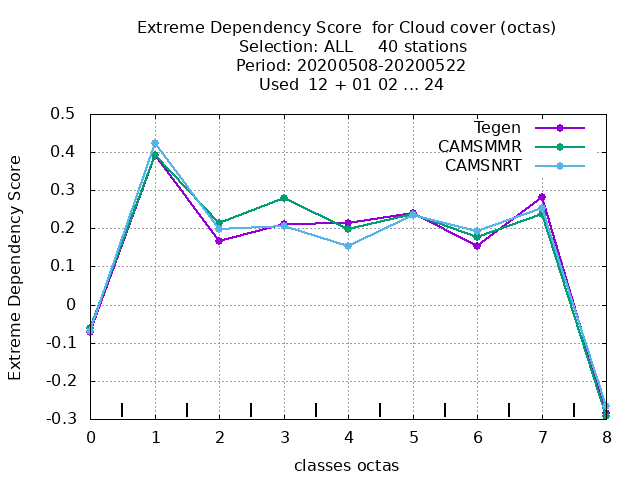 Extreme Dependency Score  for Cloud cover (octas)
Selection: ALL     40 stations
Period: 20200508-20200522
Used  12 + 01 02 ... 24
Tegen
CAMSMMR
CAMSNRT
Extreme Dependency Score
0.5
0.4
0.3
0.2
0.1
0
-0.1
-0.2
-0.3
0 1 2 3 4 5 6 7 8
classes octas